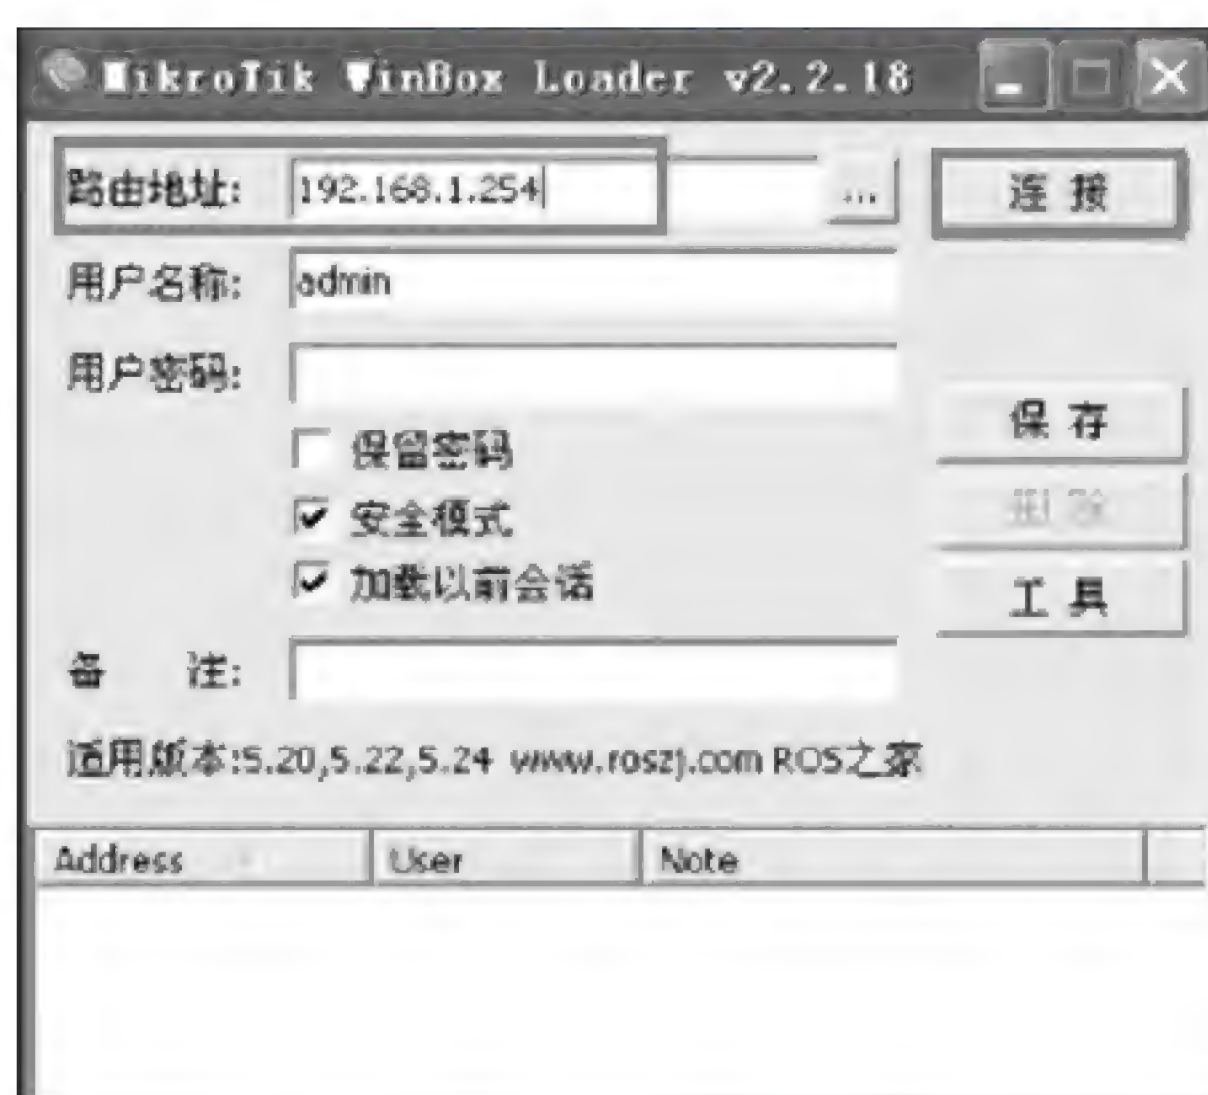 MikroTik WinBox Loader v2.2.18
路由地址: 192.168.1.254 ... 连 接
用户名称: admin
用户密码:
保留密码
保 存
安全模式
删 除
加载以前会话
工 具
备 注:
适用版本:5.20,5.22,5.24 www.roszj.com ROS之家
Address User Note